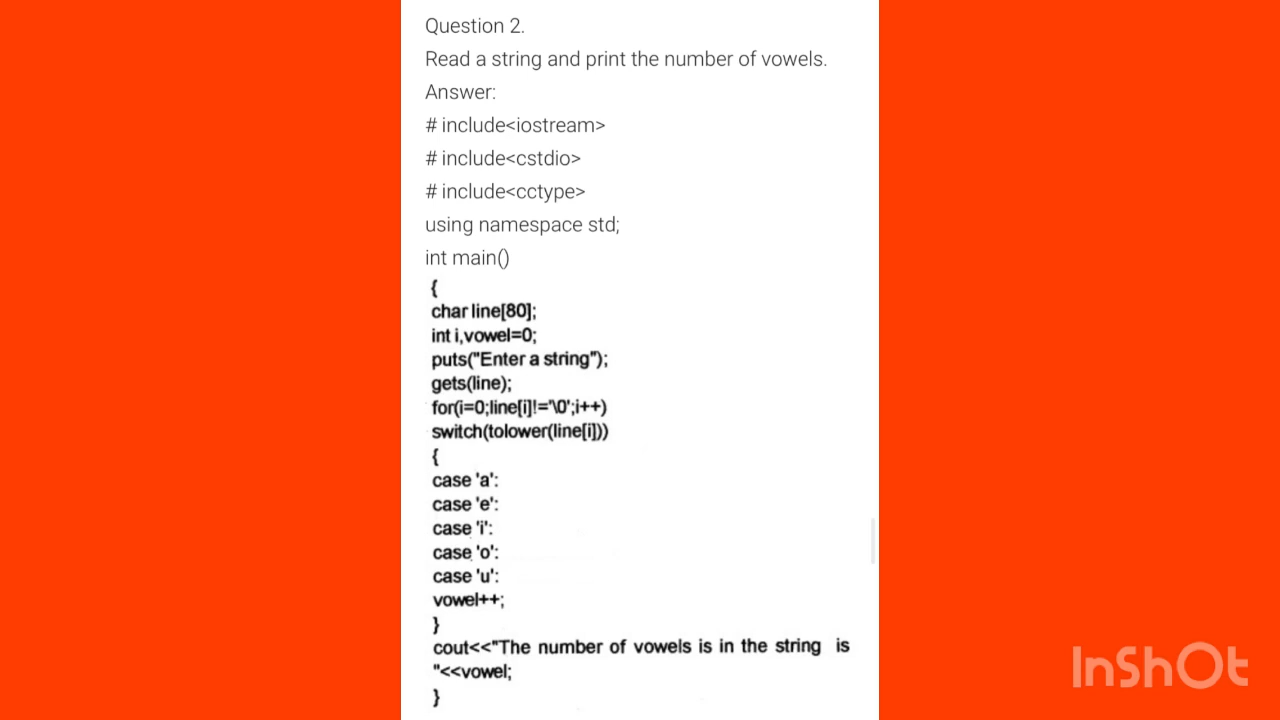 Question 2.
Read a string and print the number of vowels.
Answer:
# include<iostream>
# include<cstdio>
# include<cctype>
using namespace std;
int main()
{
char line[80];
int i,vowel=0;
puts("Enter a string");
gets(line);
for(i=0;line[i]!='\0';i++)
switch(tolower(line[i]))
{
case 'a':
case 'e':
case 'i':
case 'o':
case 'u':
vowel++;
}
cout<<"The number of vowels is in the string is
"<<vowel;
}
InShOt